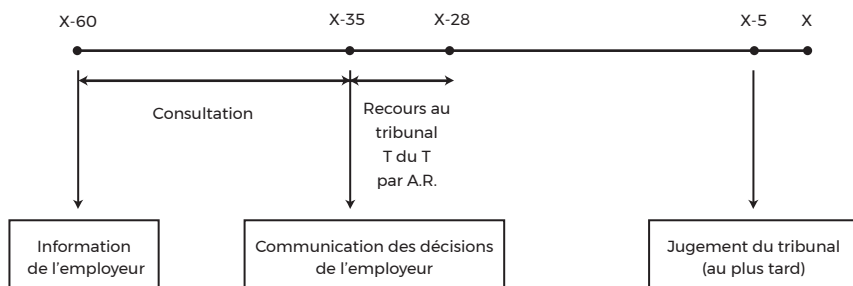 X-60 X-35 X-28 X-5 X
Consultation
Recours au
tribunal
T du T
par A.R.
Information
de l’employeur
Communication des décisions
de l’employeur
Jugement du tribunal
(au plus tard)